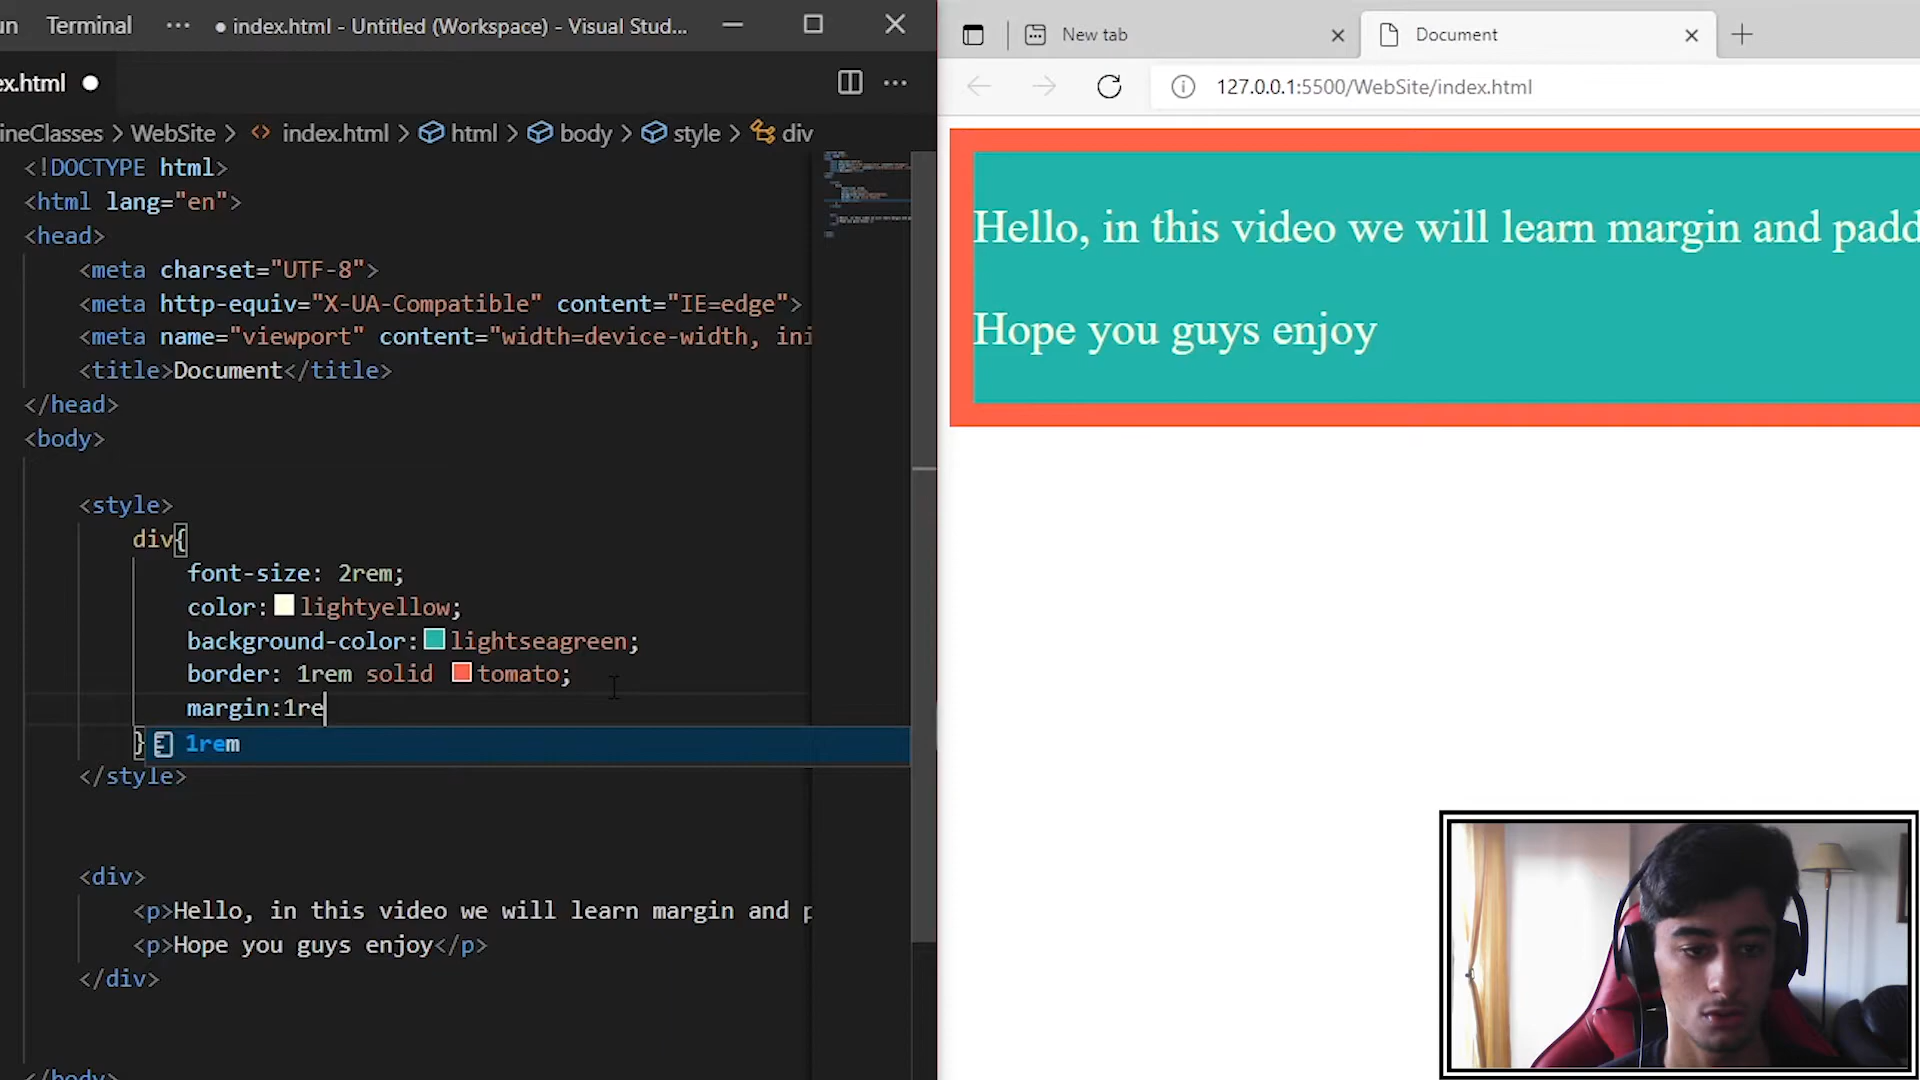 un Terminal ··· ● index.html - Untitled (Workspace) - Visual Stud...
ex.html ●
ineClasses > WebSite > <> index.html > html > body > style > div
<!DOCTYPE html>
<html lang="en">
<head>
<meta charset="UTF-8">
<meta http-equiv="X-UA-Compatible" content="IE=edge">
<meta name="viewport" content="width=device-width, ini
<title>Document</title>
</head>
<body>
<style>
div{
font-size: 2rem;
color: lightyellow;
background-color: lightseagreen;
border: 1rem solid tomato;
margin:1re
} 1rem
</style>
<div>
<p>Hello, in this video we will learn margin and p
<p>Hope you guys enjoy</p>
</div>
</body>
New tab
Document
127.0.0.1:5500/WebSite/index.html
Hello, in this video we will learn margin and padd
Hope you guys enjoy